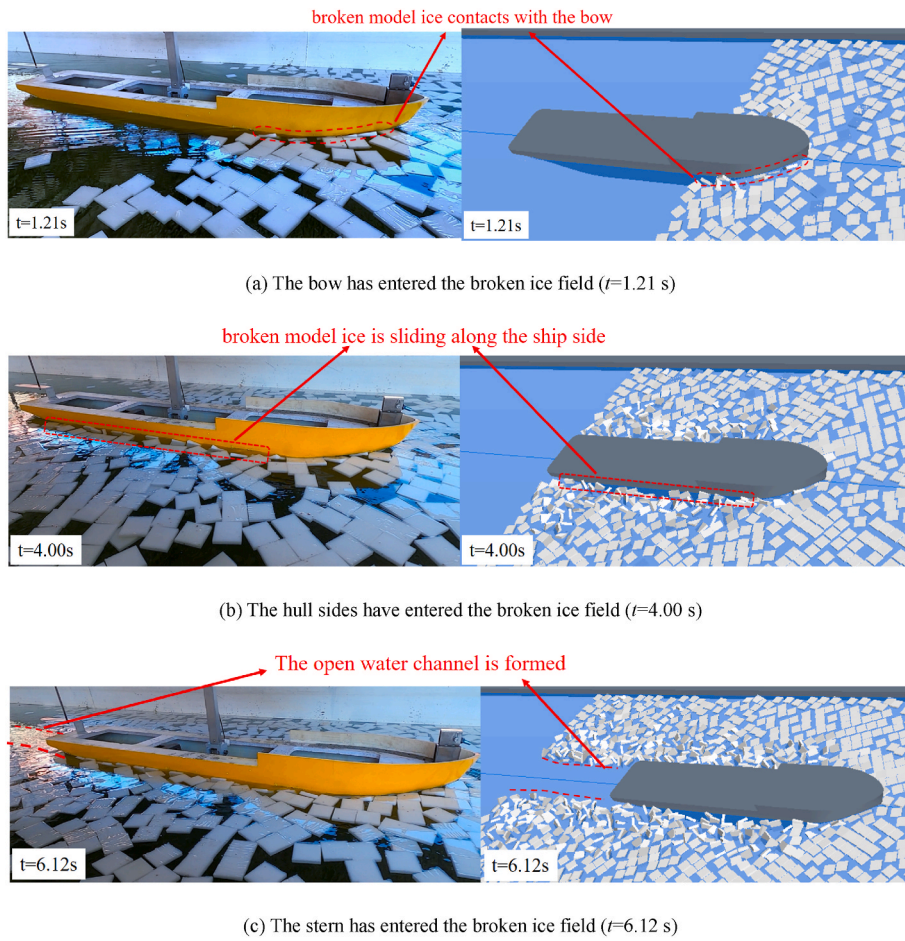 broken model ice contacts with the bow
t=1.21s
t=1.21s
(a) The bow has entered the broken ice field (t=1.21 s)
broken model ice is sliding along the ship side
t=4.00s
t=4.00s
(b) The hull sides have entered the broken ice field (t=4.00 s)
The open water channel is formed
t=6.12s
t=6.12s
(c) The stern has entered the broken ice field (t=6.12 s)